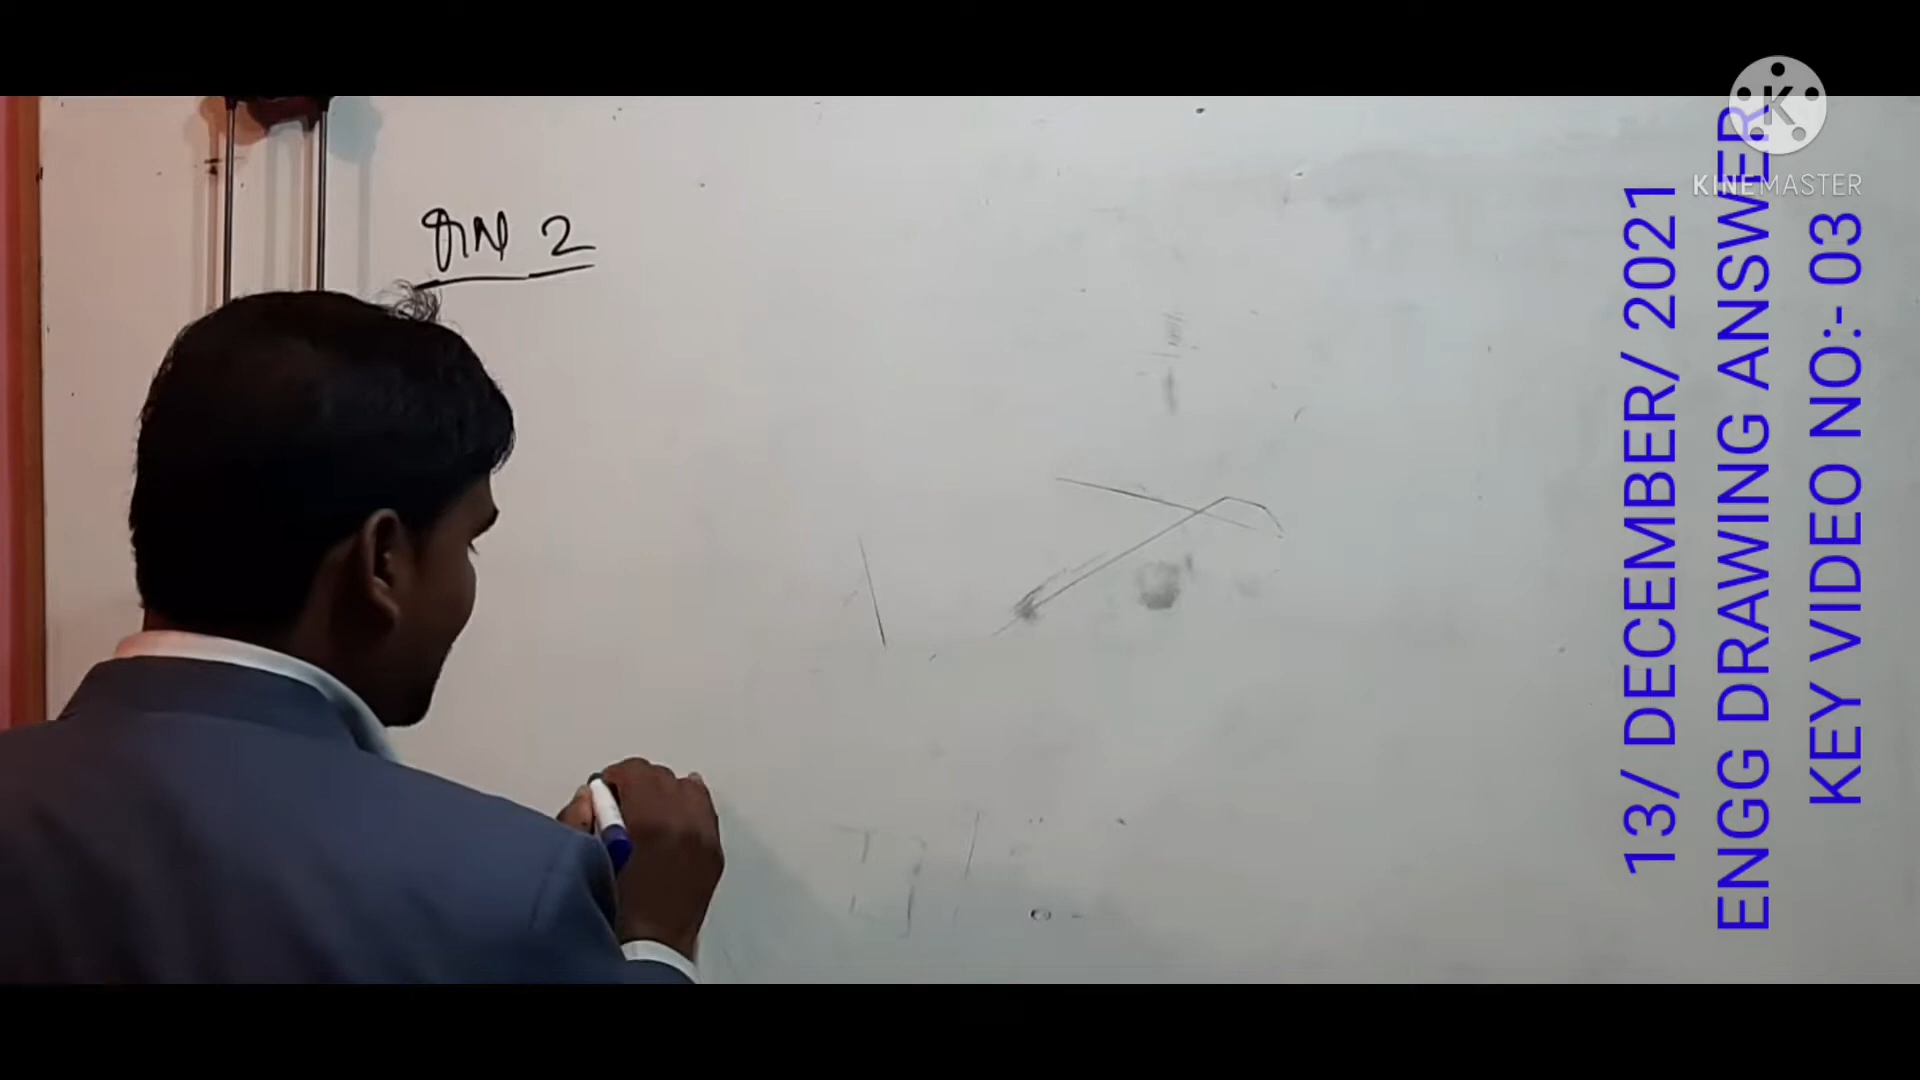 भाग 2
KINEMASTER
13/ DECEMBER/ 2021
ENGG DRAWING ANSWER
KEY VIDEO NO:- 03